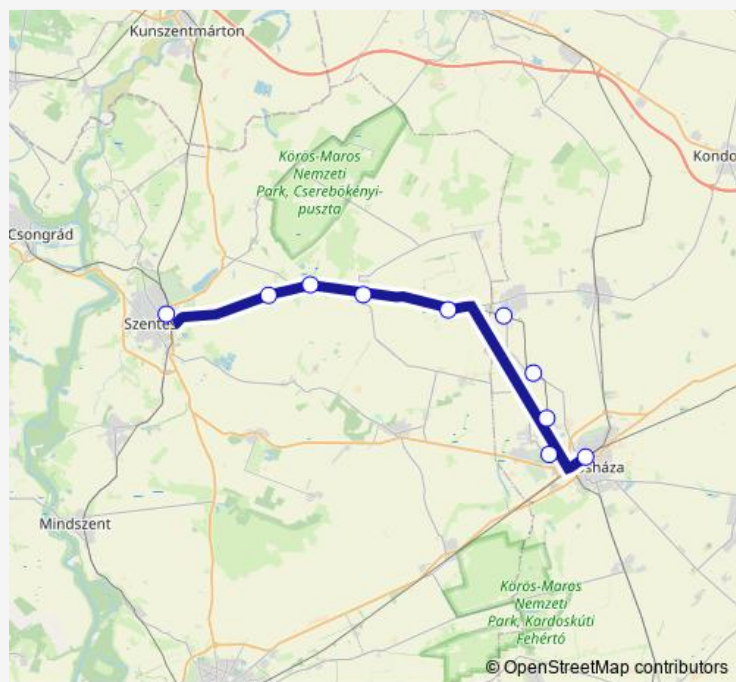 Kunszentmárton
Körös-Maros
Nemzeti
Park, Cserebökényi-
puszta
Kondo
Csongrád
Szentes
osháza
Mindszent
Körös-Maros
Nemzeti
Park, Kardoskúti
Fehértó
© OpenStreetMap contributors